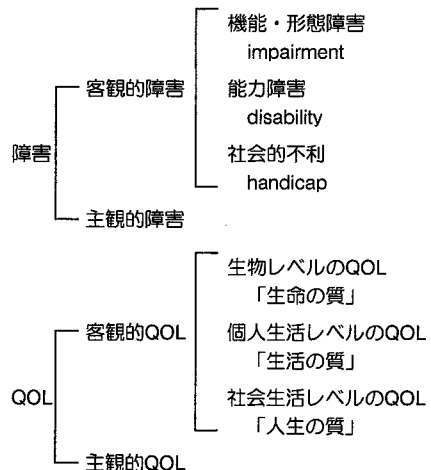 機能・形態障害
impairment
客観的障害
能力障害
disability
障害
社会的不利
handicap
主観的障害
生物レベルのQOL
「生命の質」
客観的QOL
個人生活レベルのQOL
「生活の質」
QOL
社会生活レベルのQOL
「人生の質」
主観的QOL